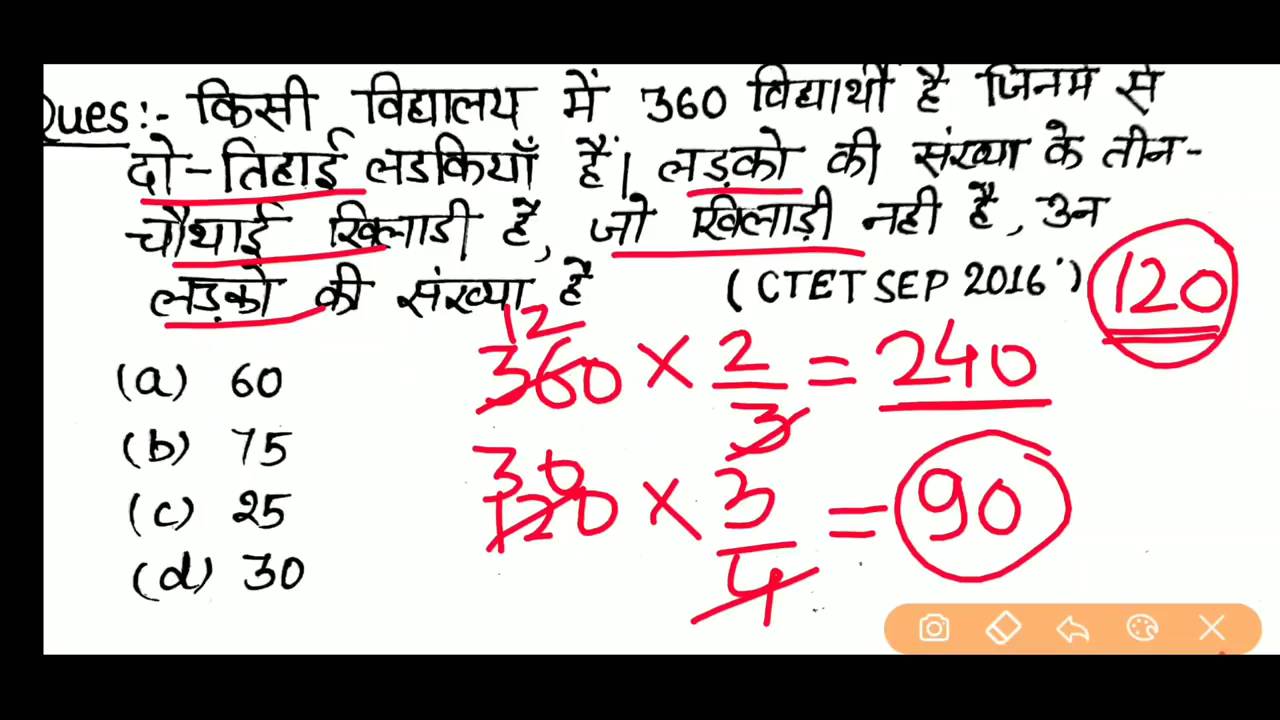 Ques:- किसी विद्यालय में 360 विद्यार्थी है जिनमे से
दो-तिहाई लडकियाँ हैं। लड़को की संख्या के तीन-
चौथाई खिलाडी है, जो खिलाड़ी नही है, उन
लड़को की संख्या है (CTET SEP 2016')
120
(a) 60
(b) 75
(c) 25
(d) 30
12
360 × 2/3 = 240
30
120 × 3/4 = 90